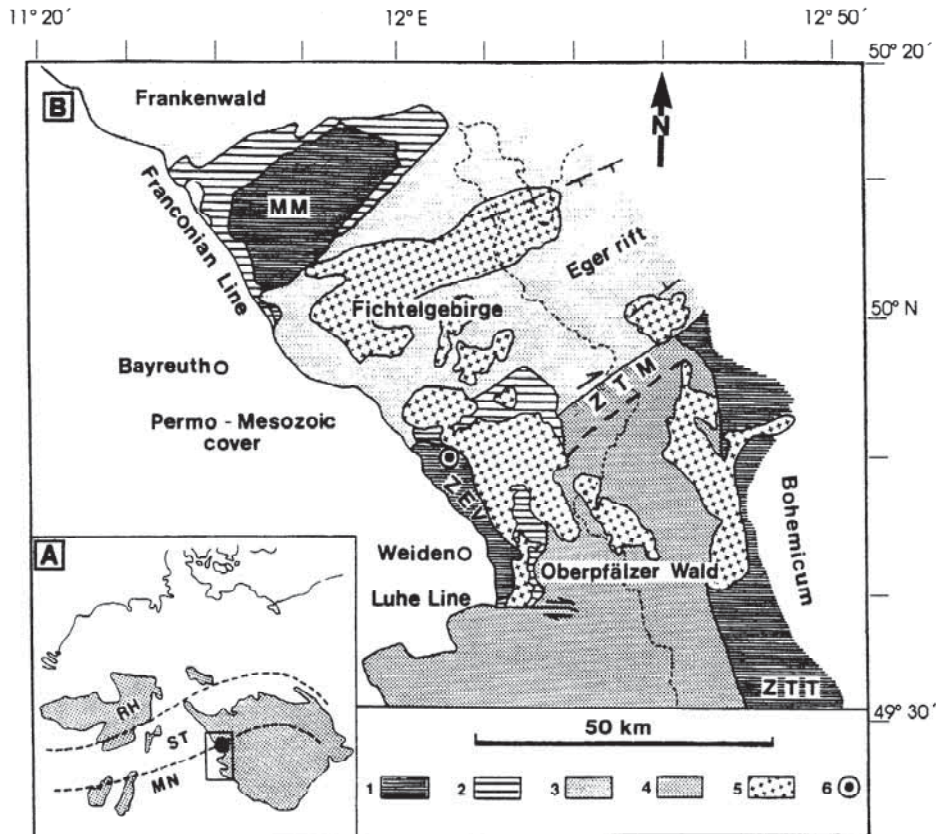 11°20´ 12°E 12°50´
50°20´
B
Frankenwald
N
MM
Franconian Line
Eger rift
Fichtelgebirge
50°N
Bayreuth
ZTM
Permo - Mesozoic
cover
ZEV
Bohemicum
A
Weiden
Oberpfälzer Wald
Luhe Line
ZTT
RH
ST
MN
49°30´
50 km
1 2 3 4 5 6